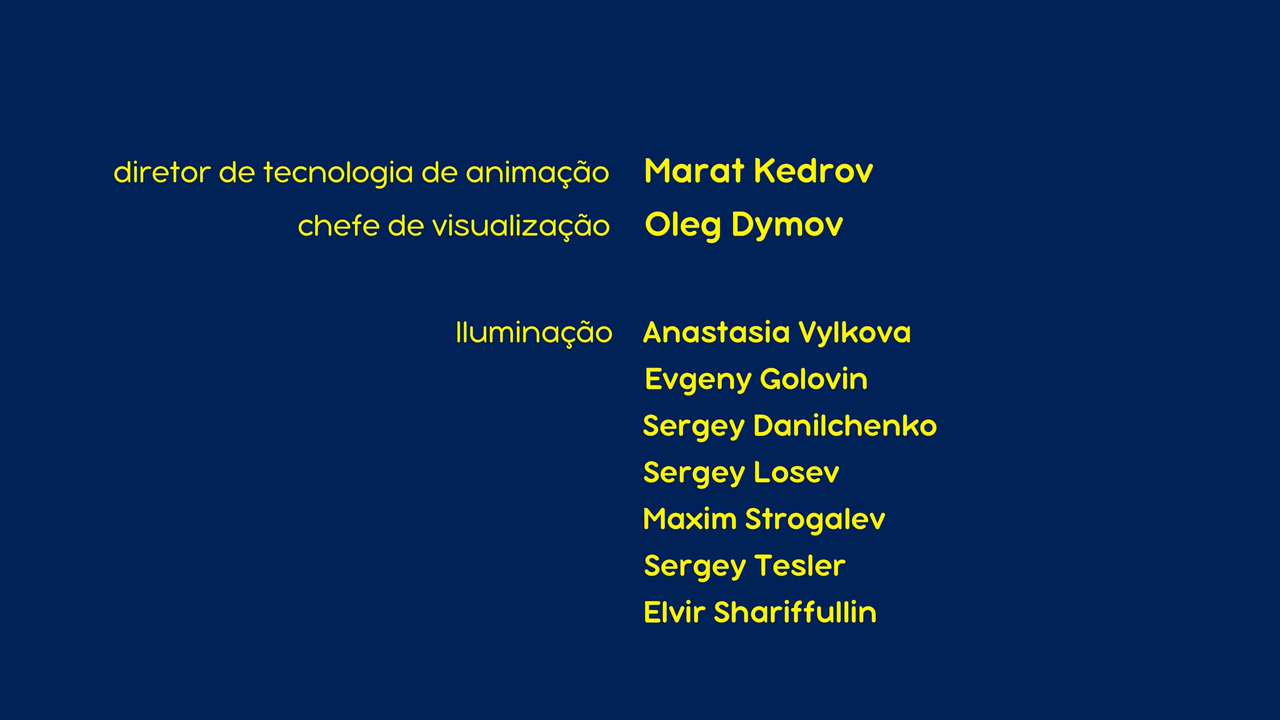 diretor de tecnologia de animação Marat Kedrov
chefe de visualização Oleg Dymov
Iluminação Anastasia Vylkova
Evgeny Golovin
Sergey Danilchenko
Sergey Losev
Maxim Strogalev
Sergey Tesler
Elvir Shariffullin